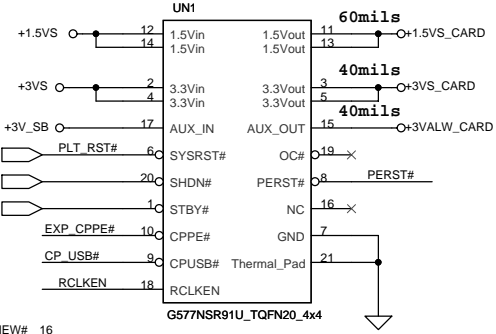 UN1
60mils
+1.5VS 12 1.5Vin 1.5Vout 11 +1.5VS_CARD
14 1.5Vin 1.5Vout 13
40mils
+3VS 2 3.3Vin 3.3Vout 3 +3VS_CARD
4 3.3Vin 3.3Vout 5
40mils
+3V_SB 17 AUX_IN AUX_OUT 15 +3VALW_CARD
PLT_RST# 6 SYSRST# OC# 19
20 SHDN# PERST# 8 PERST#
1 STBY# NC 16
EXP_CPPE# 10 CPPE# GND 7
CP_USB# 9 CPUSB# Thermal_Pad 21
RCLKEN 18 RCLKEN
G577NSR91U_TQFN20_4x4
EW# 16